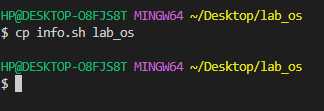 HP@DESKTOP-O8FJS8T MINGW64 ~/Desktop/lab_os
$ cp info.sh lab_os
HP@DESKTOP-O8FJS8T MINGW64 ~/Desktop/lab_os
$